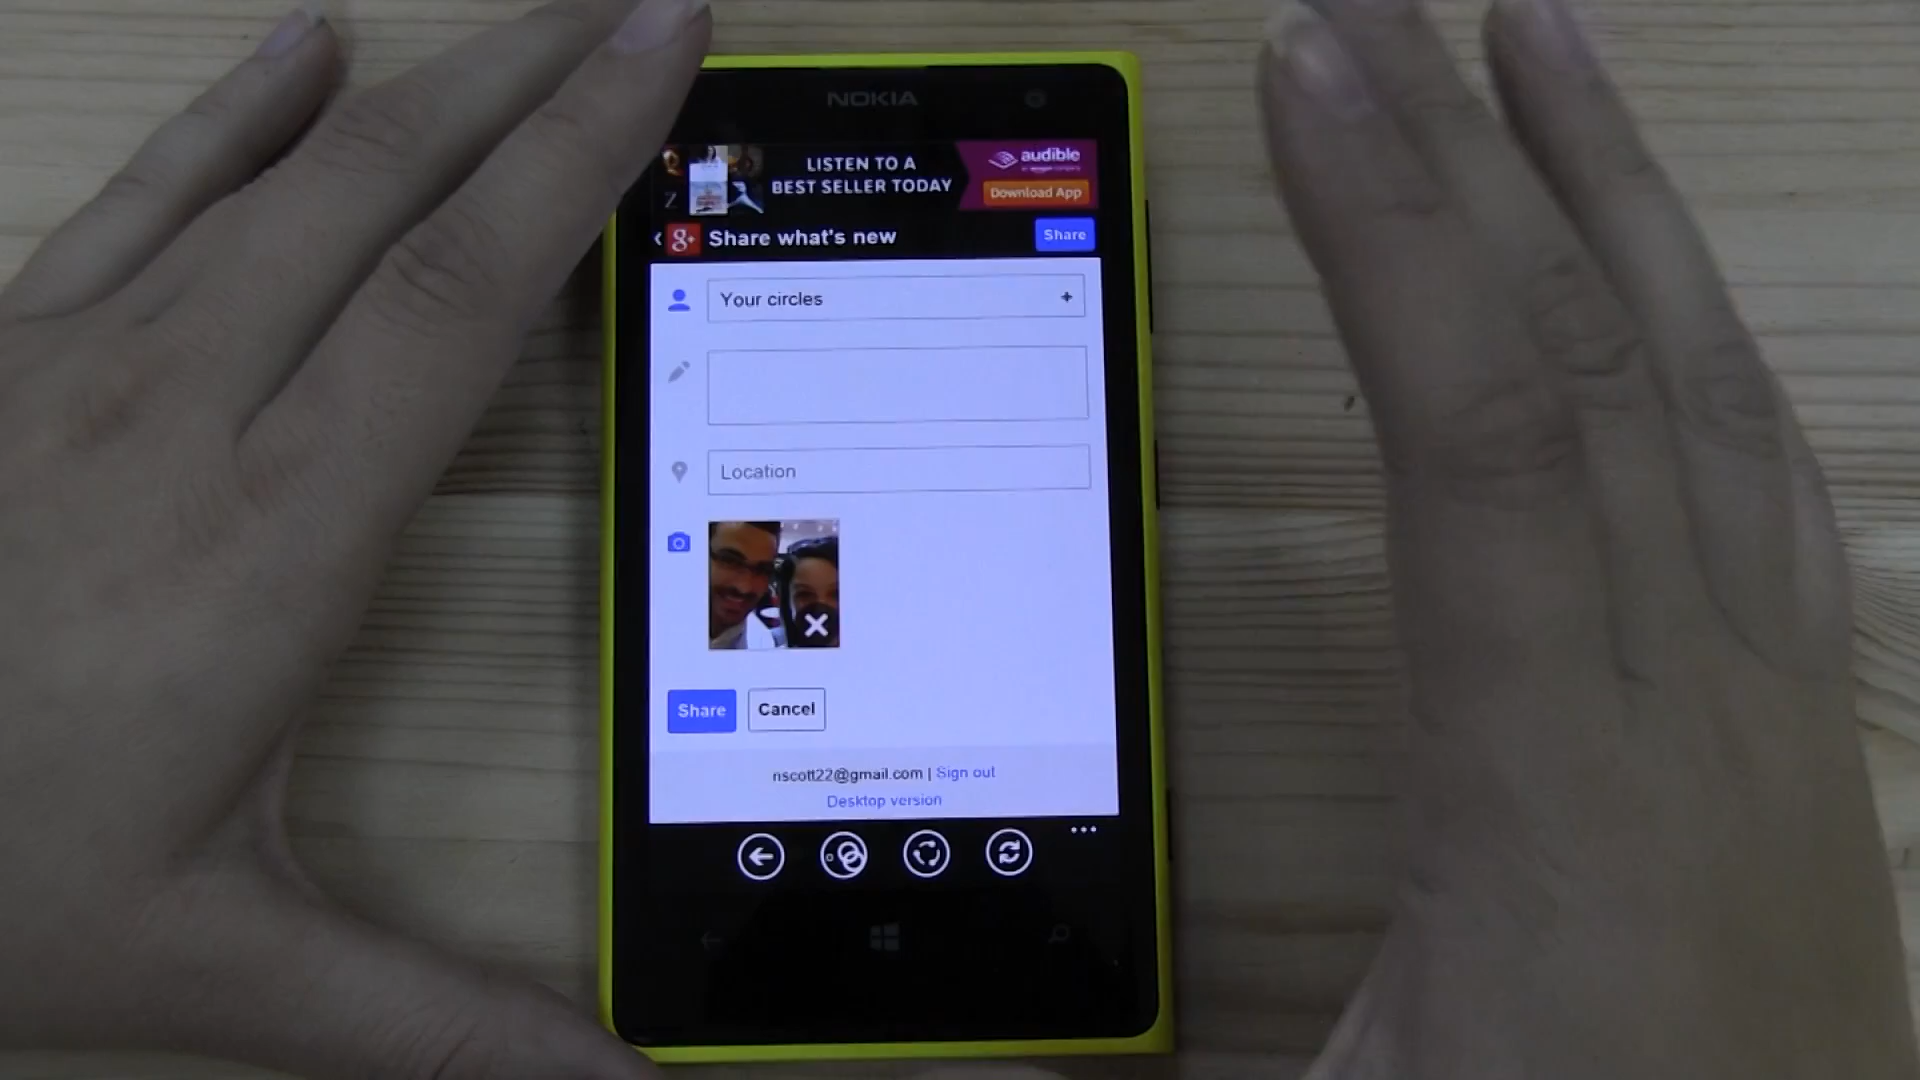 NOKIA
LISTEN TO A
BEST SELLER TODAY
audible
Download App
Z
g+ Share what's new
Share
Your circles +
Location
Share Cancel
nscott22@gmail.com | Sign out
Desktop version